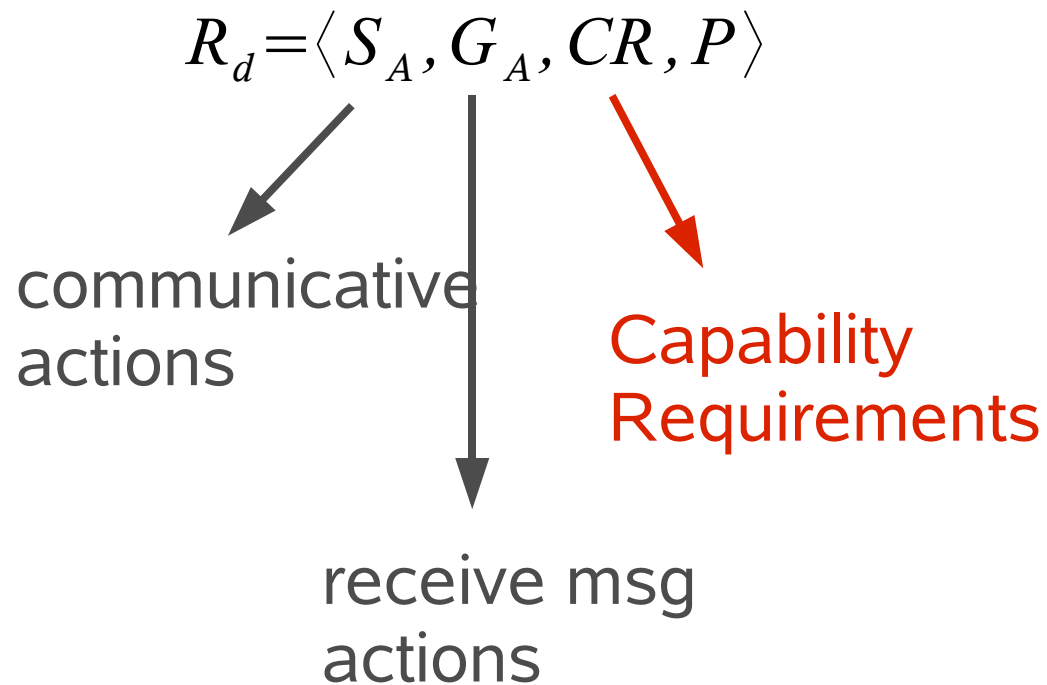 R_d=⟨S_A, G_A, CR, P⟩
communicative
actions
Capability
Requirements
receive msg
actions